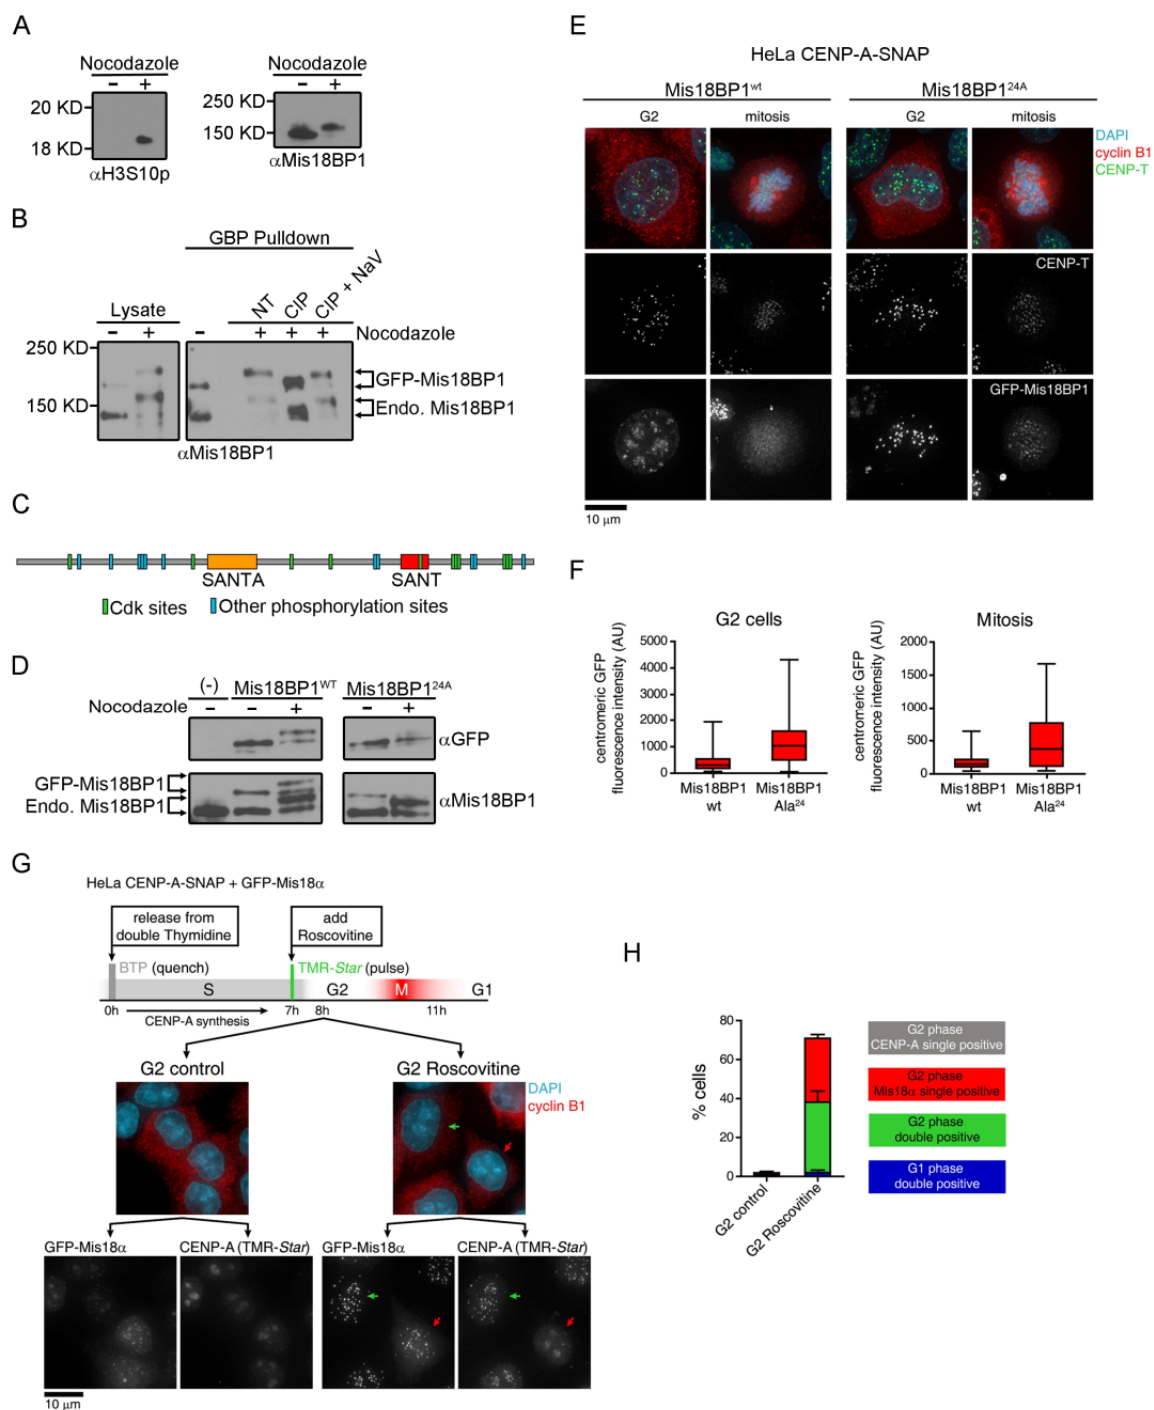 A
Nocodazole
- +
20 KD
18 KD
αH3S10p
Nocodazole
- +
250 KD
150 KD
αMis18BP1
B
GBP Pulldown
Lysate
NT CIP CIP + NaV
- + - + + + Nocodazole
250 KD
150 KD
GFP-Mis18BP1
Endo. Mis18BP1
αMis18BP1
C
SANTA SANT
Cdk sites Other phosphorylation sites
D
(-) Mis18BP1WT Mis18BP124A
Nocodazole - - + - +
αGFP
GFP-Mis18BP1
Endo. Mis18BP1
αMis18BP1
E
HeLa CENP-A-SNAP
Mis18BP1wt Mis18BP124A
G2 mitosis G2 mitosis
DAPI
cyclin B1
CENP-T
CENP-T
GFP-Mis18BP1
10 μm
F
G2 cells
centromeric GFP
fluorescence intensity (AU)
5000
4000
3000
2000
1000
0
Mis18BP1 Mis18BP1
wt Ala24
Mitosis
centromeric GFP
fluorescence intensity (AU)
2000
1500
1000
500
0
Mis18BP1 Mis18BP1
wt Ala24
G
HeLa CENP-A-SNAP + GFP-Mis18α
release from
double Thymidine
add
Roscovitine
BTP (quench)
TMR-Star (pulse)
S G2 M G1
0h 7h 8h 11h
CENP-A synthesis
G2 control
G2 Roscovitine
DAPI
cyclin B1
GFP-Mis18α CENP-A (TMR-Star) GFP-Mis18α CENP-A (TMR-Star)
10 μm
H
% cells
80
60
40
20
0
G2 control
G2 Roscovitine
G2 phase
CENP-A single positive
G2 phase
Mis18α single positive
G2 phase
double positive
G1 phase
double positive